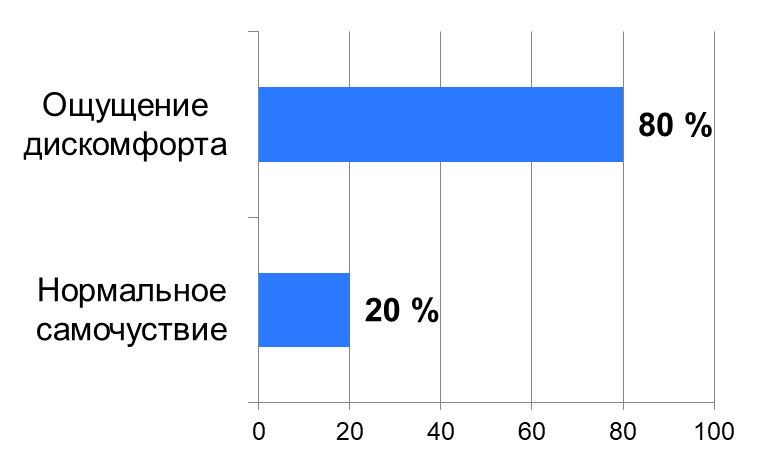 Ощущение
дискомфорта
80 %
Нормальное
самочуствие
20 %
0 20 40 60 80 100